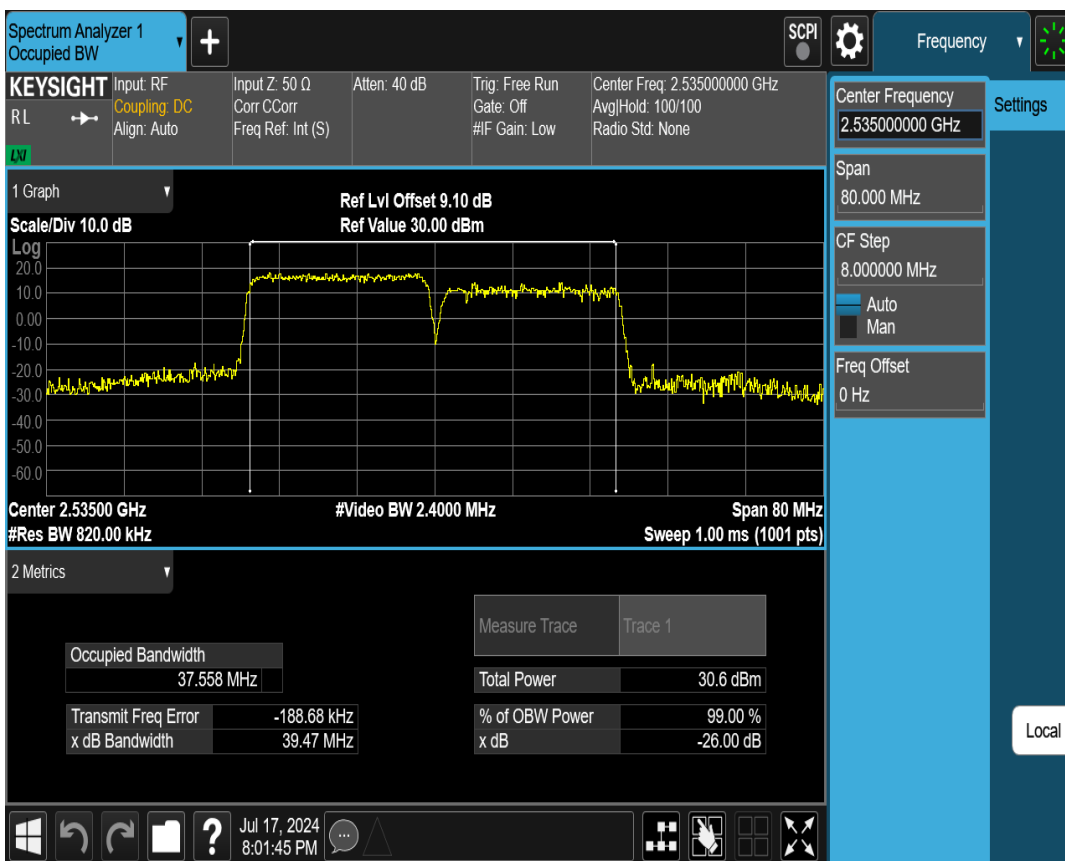 Spectrum Analyzer 1
Occupied BW
SCPI
Frequency
KEYSIGHT
RL
LXI
Input: RF
Coupling: DC
Align: Auto
Input Z: 50 Ω
Corr CCorr
Freq Ref: Int (S)
Atten: 40 dB
Trig: Free Run
Gate: Off
#IF Gain: Low
Center Freq: 2.535000000 GHz
Avg|Hold: 100/100
Radio Std: None
Center Frequency
2.535000000 GHz
Settings
Span
80.000 MHz
CF Step
8.000000 MHz
Auto
Man
Freq Offset
0 Hz
1 Graph
Scale/Div 10.0 dB
Ref Lvl Offset 9.10 dB
Ref Value 30.00 dBm
Log
20.0
10.0
0.00
-10.0
-20.0
-30.0
-40.0
-50.0
-60.0
Center 2.53500 GHz
#Video BW 2.4000 MHz
Span 80 MHz
#Res BW 820.00 kHz
Sweep 1.00 ms (1001 pts)
2 Metrics
Measure Trace Trace 1
Occupied Bandwidth
37.558 MHz
Total Power 30.6 dBm
Transmit Freq Error -188.68 kHz
% of OBW Power 99.00 %
x dB Bandwidth 39.47 MHz
x dB -26.00 dB
Local
?
Jul 17, 2024
8:01:45 PM